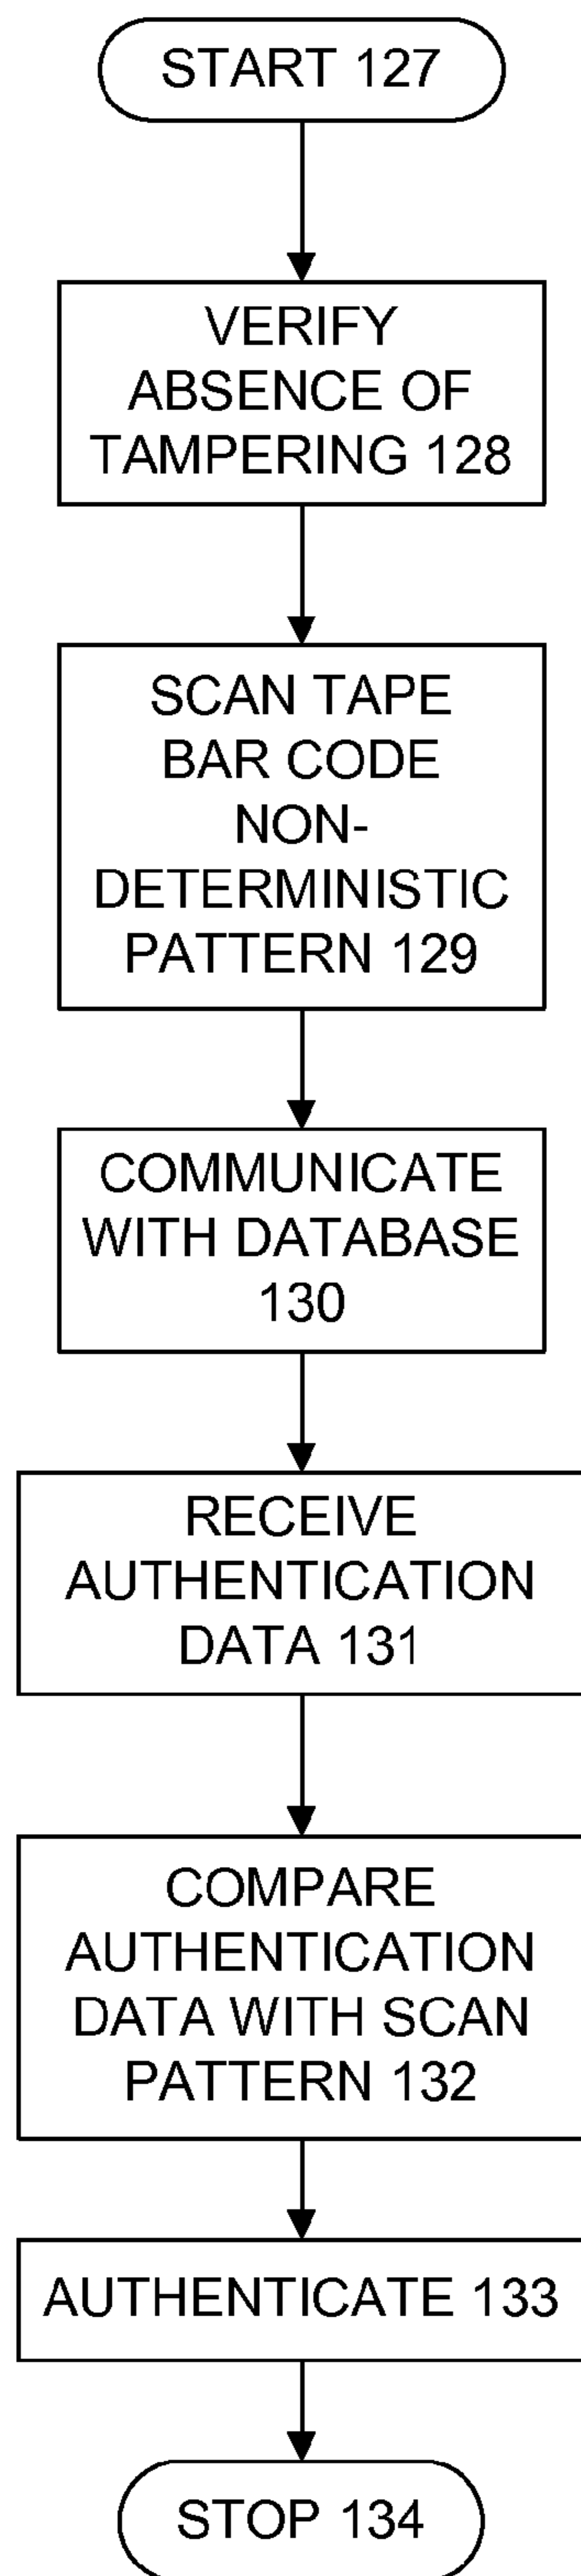 START 127
VERIFY
ABSENCE OF
TAMPERING 128
SCAN TAPE
BAR CODE
NON-
DETERMINISTIC
PATTERN 129
COMMUNICATE
WITH DATABASE
130
RECEIVE
AUTHENTICATION
DATA 131
COMPARE
AUTHENTICATION
DATA WITH SCAN
PATTERN 132
AUTHENTICATE 133
STOP 134